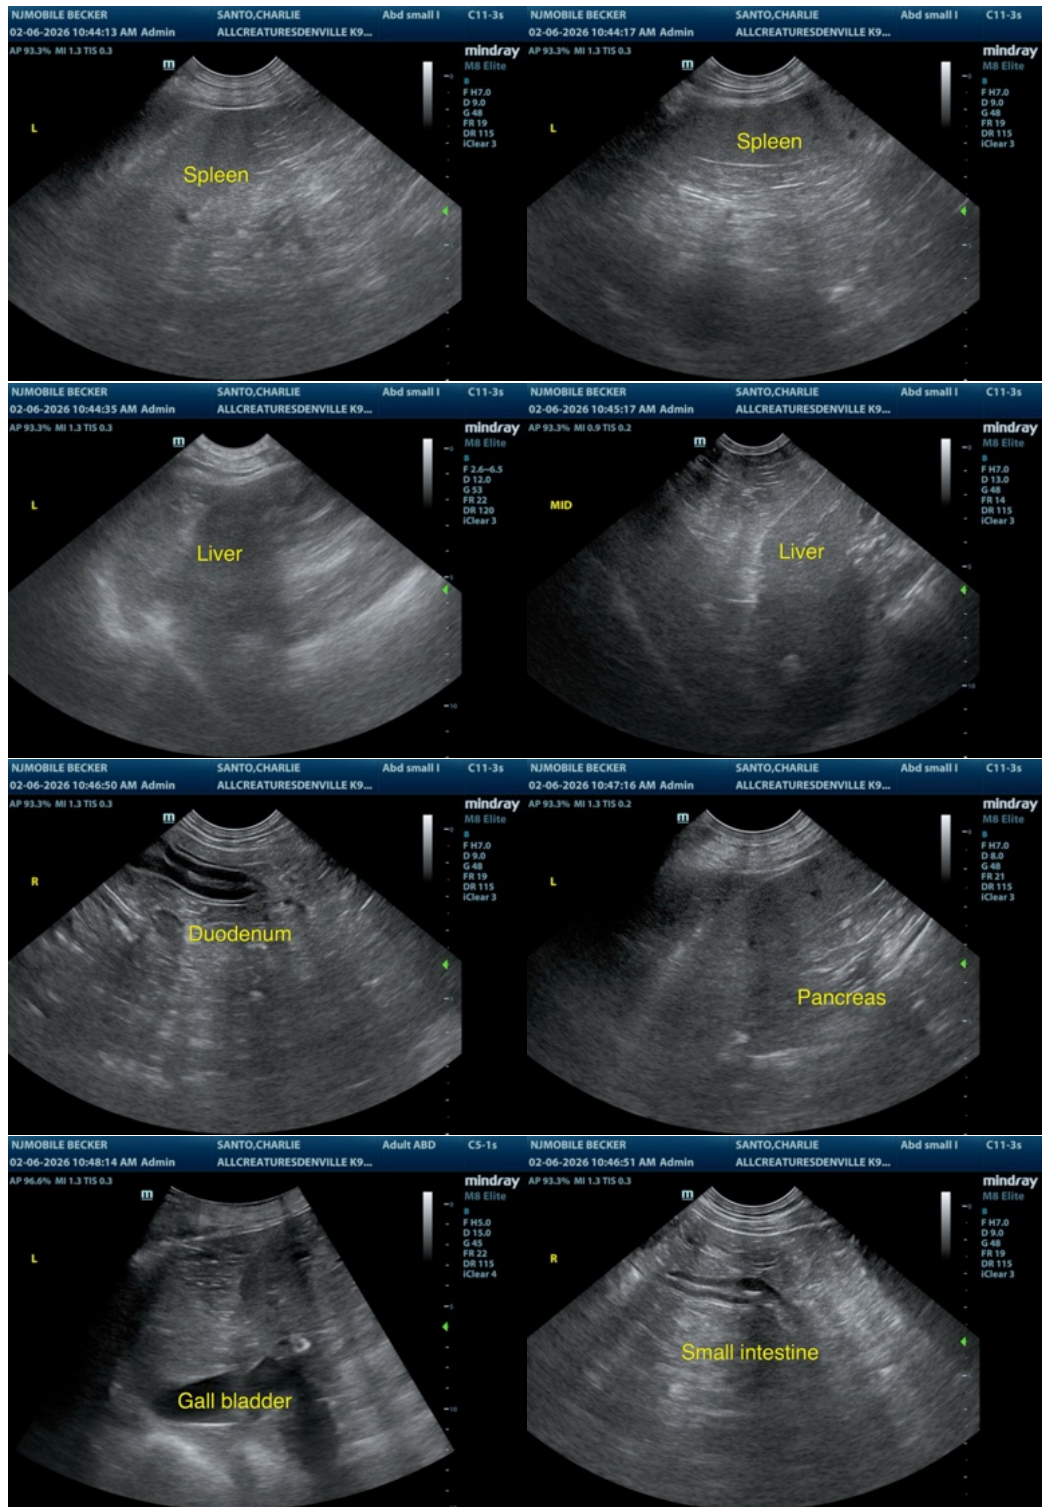 NJMOBILE BECKER SANTO,CHARLIE Abd small I C11-3s
02-06-2026 10:44:13 AM Admin ALLCREATURESDENVILLE K9...
AP 93.3% MI 1.3 TIS 0.3
mindray
M8 Elite
B
F H7.0
D 9.0
G 48
FR 19
DR 115
iClear 3
m
L
Spleen
5
NJMOBILE BECKER SANTO,CHARLIE Abd small I C11-3s
02-06-2026 10:44:17 AM Admin ALLCREATURESDENVILLE K9...
AP 93.3% MI 1.3 TIS 0.3
mindray
M8 Elite
B
F H7.0
D 9.0
G 48
FR 19
DR 115
iClear 3
m
L
Spleen
5
NJMOBILE BECKER SANTO,CHARLIE Abd small I C11-3s
02-06-2026 10:44:35 AM Admin ALLCREATURESDENVILLE K9...
AP 93.3% MI 1.3 TIS 0.3
mindray
M8 Elite
B
F 2.6-6.5
D 12.0
G 53
FR 22
DR 120
iClear 3
m
L
Liver
5
10
NJMOBILE BECKER SANTO,CHARLIE Abd small I C11-3s
02-06-2026 10:45:17 AM Admin ALLCREATURESDENVILLE K9...
AP 93.3% MI 0.9 TIS 0.2
mindray
M8 Elite
B
F H7.0
D 13.0
G 48
FR 14
DR 115
iClear 3
m
MID
Liver
5
10
NJMOBILE BECKER SANTO,CHARLIE Abd small I C11-3s
02-06-2026 10:46:50 AM Admin ALLCREATURESDENVILLE K9...
AP 93.3% MI 1.3 TIS 0.3
mindray
M8 Elite
B
F H7.0
D 9.0
G 48
FR 19
DR 115
iClear 3
m
R
Duodenum
5
NJMOBILE BECKER SANTO,CHARLIE Abd small I C11-3s
02-06-2026 10:47:16 AM Admin ALLCREATURESDENVILLE K9...
AP 93.3% MI 1.3 TIS 0.2
mindray
M8 Elite
B
F H7.0
D 8.0
G 48
FR 21
DR 115
iClear 3
m
L
Pancreas
NJMOBILE BECKER SANTO,CHARLIE Adult ABD C5-1s
02-06-2026 10:48:14 AM Admin ALLCREATURESDENVILLE K9...
AP 96.6% MI 1.3 TIS 0.3
mindray
M8 Elite
B
F H5.0
D 15.0
G 45
FR 22
DR 115
iClear 4
m
L
Gall bladder
5
10
NJMOBILE BECKER SANTO,CHARLIE Abd small I C11-3s
02-06-2026 10:46:51 AM Admin ALLCREATURESDENVILLE K9...
AP 93.3% MI 1.3 TIS 0.3
mindray
M8 Elite
B
F H7.0
D 9.0
G 48
FR 19
DR 115
iClear 3
m
R
Small intestine